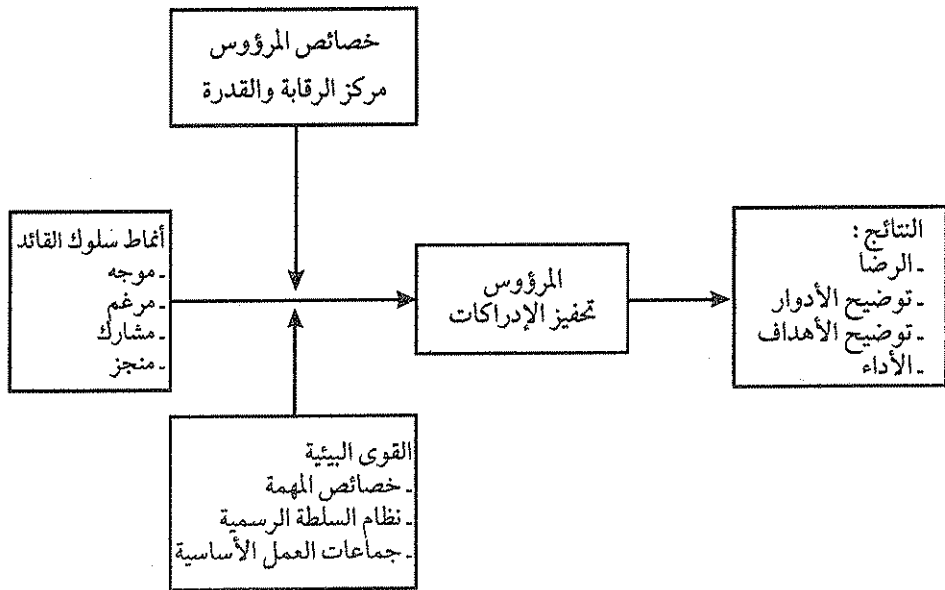 خصائص المرؤوس
مركز الرقابة والقدرة
أنماط سلوك القائد
- موجه
- مرغم
- مشارك
- منجز
المرؤوس
تحفيز الإدراكات
النتائج :
- الرضا
- توضيح الأدوار
- توضيح الأهداف
- الأداء
القوى البيئية
- خصائص المهمة
- نظام السلطة الرسمية
- جماعات العمل الأساسية